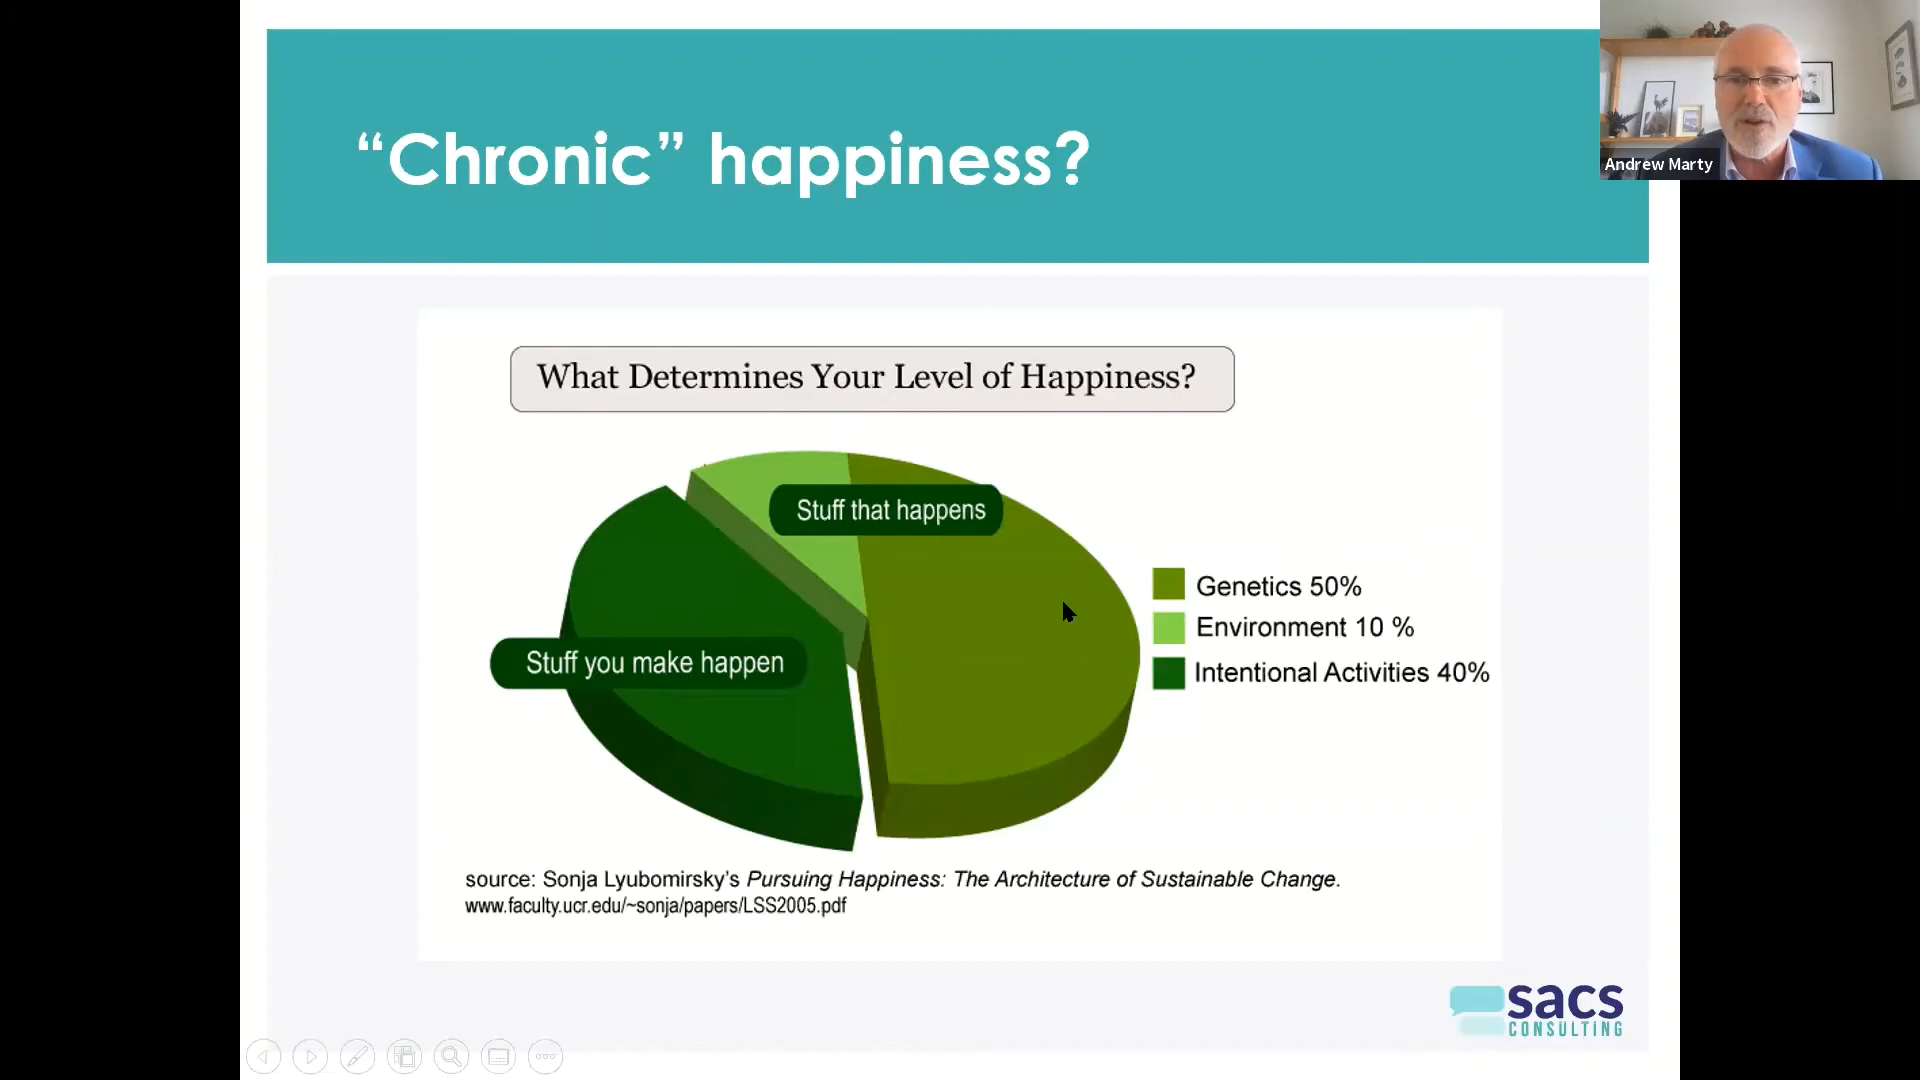 “Chronic” happiness?
Andrew Marty
What Determines Your Level of Happiness?
Stuff that happens
Genetics 50%
Environment 10 %
Stuff you make happen
Intentional Activities 40%
source: Sonja Lyubomirsky’s Pursuing Happiness: The Architecture of Sustainable Change.
www.faculty.ucr.edu/~sonja/papers/LSS2005.pdf
sacs
CONSULTING